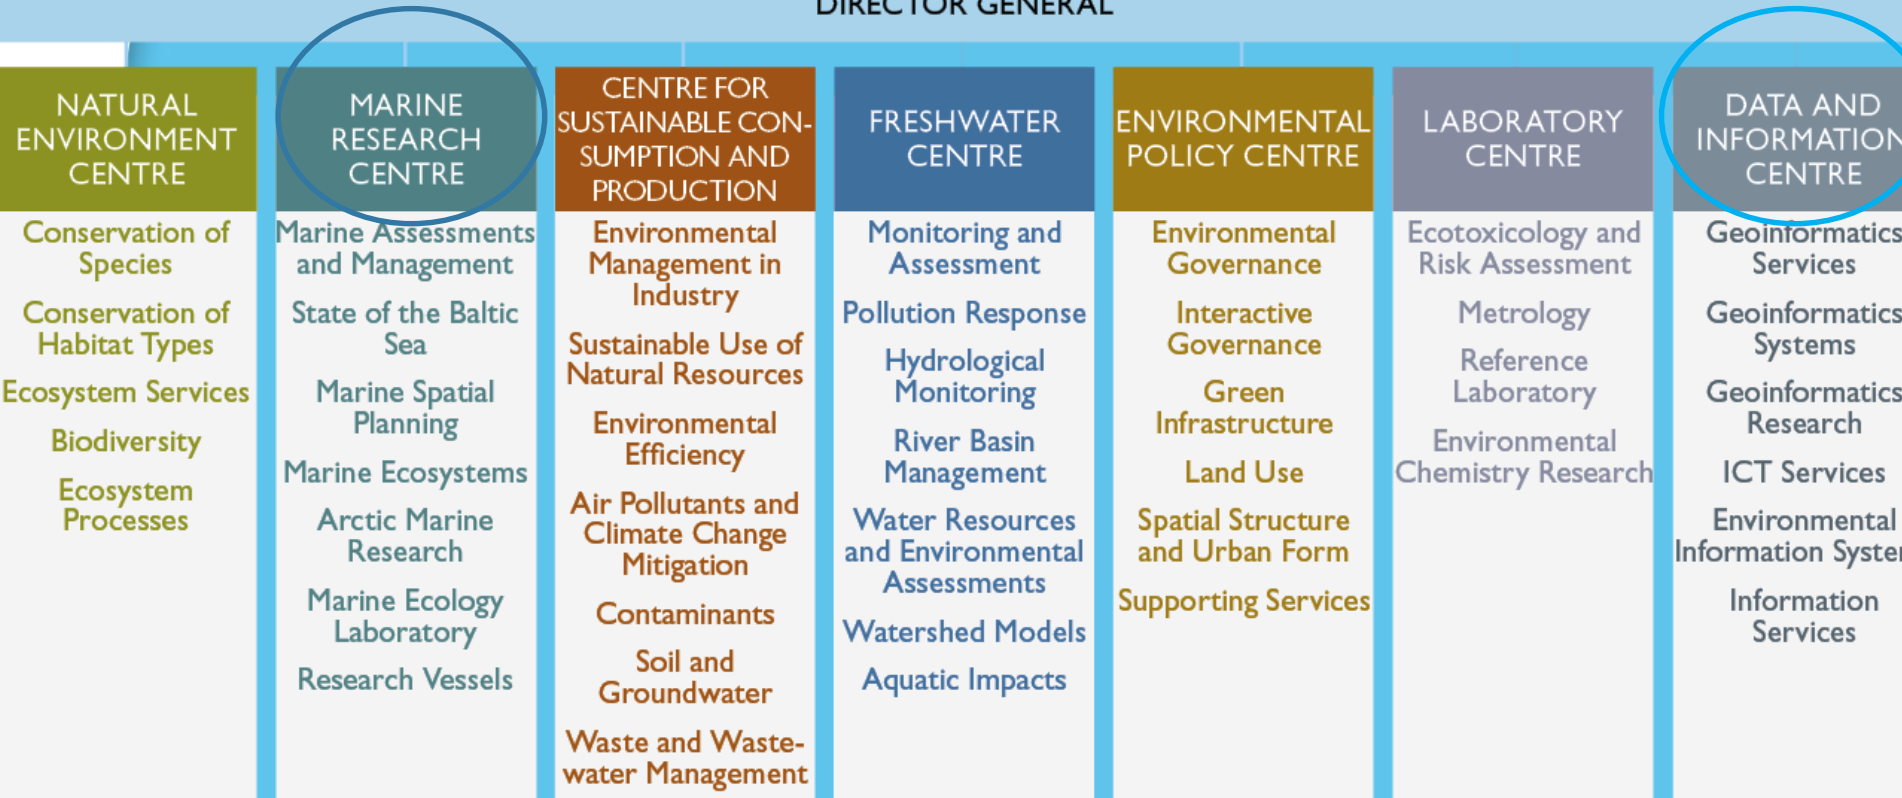 DIRECTOR GENERAL
NATURAL
ENVIRONMENT
CENTRE
Conservation of
Species
Conservation of
Habitat Types
Ecosystem Services
Biodiversity
Ecosystem
Processes
MARINE
RESEARCH
CENTRE
Marine Assessments
and Management
State of the Baltic
Sea
Marine Spatial
Planning
Marine Ecosystems
Arctic Marine
Research
Marine Ecology
Laboratory
Research Vessels
CENTRE FOR
SUSTAINABLE CON-
SUMPTION AND
PRODUCTION
Environmental
Management in
Industry
Sustainable Use of
Natural Resources
Environmental
Efficiency
Air Pollutants and
Climate Change
Mitigation
Contaminants
Soil and
Groundwater
Waste and Waste-
water Management
FRESHWATER
CENTRE
Monitoring and
Assessment
Pollution Response
Hydrological
Monitoring
River Basin
Management
Water Resources
and Environmental
Assessments
Watershed Models
Aquatic Impacts
ENVIRONMENTAL
POLICY CENTRE
Environmental
Governance
Interactive
Governance
Green
Infrastructure
Land Use
Spatial Structure
and Urban Form
Supporting Services
LABORATORY
CENTRE
Ecotoxicology and
Risk Assessment
Metrology
Reference
Laboratory
Environmental
Chemistry Research
DATA AND
INFORMATION
CENTRE
Geoinformatics
Services
Geoinformatics
Systems
Geoinformatics
Research
ICT Services
Environmental
Information
Information
Services